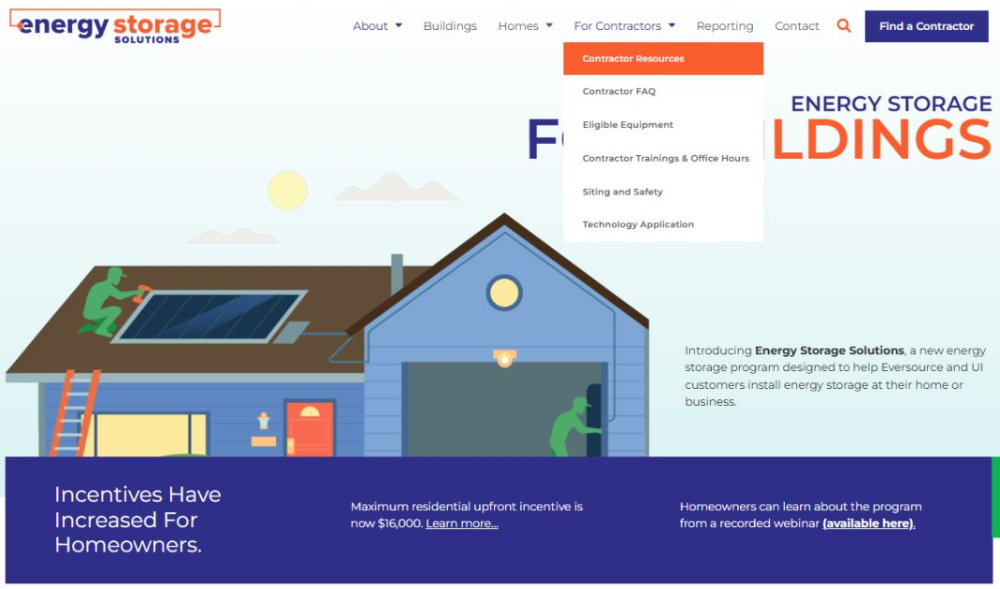 energy storage
SOLUTIONS
About Buildings Homes For Contractors Reporting Contact Find a Contractor
Contractor Resources
Contractor FAQ
Eligible Equipment
Contractor Trainings & Office Hours
Siting and Safety
Technology Application
ENERGY STORAGE
F LDINGS
Introducing Energy Storage Solutions, a new energy
storage program designed to help Eversource and UI
customers install energy storage at their home or
business.
Incentives Have
Increased For
Homeowners.
Maximum residential upfront incentive is
now $16,000. Learn more...
Homeowners can learn about the program
from a recorded webinar (available here).